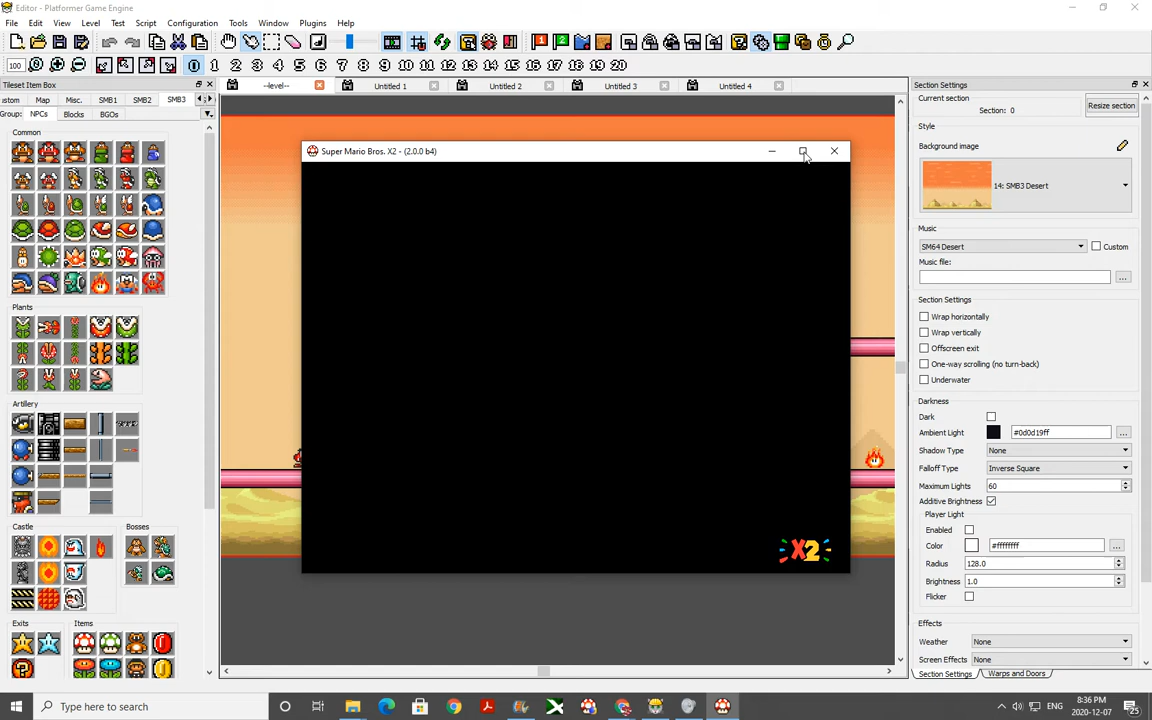 Editor - Platformer Game Engine
File Edit View Level Test Script Configuration Tools Window Plugins Help
100 1 2 3 4 5 6 7 8 9 10 11 12 13 14 15 16 17 18 19 20
Tileset Item Box
--level-- Untitled 1 Untitled 2 Untitled 3 Untitled 4
Section Settings
ustom Map Misc. SMB1 SMB2 SMB3
Group: NPCs Blocks BGOs
Common
Plants
Artillery
Castle Bosses
Exits Items
Super Mario Bros. X2 - (2.0.0 b4)
X2
Current section
Section: 0 Resize section
Style
Background image
14: SMB3 Desert
Music
SM64 Desert Custom
Music file:
...
Section Settings
Wrap horizontally
Wrap vertically
Offscreen exit
One-way scrolling (no turn-back)
Underwater
Darkness
Dark
Ambient Light #0d0d19ff ...
Shadow Type None
Falloff Type Inverse Square
Maximum Lights 60
Additive Brightness
Player Light
Enabled
Color #ffffffff ...
Radius 128.0
Brightness 1.0
Flicker
Effects
Weather None
Screen Effects None
Section Settings Warps and Doors
Type here to search
ENG
8:36 PM
2020-12-07
25